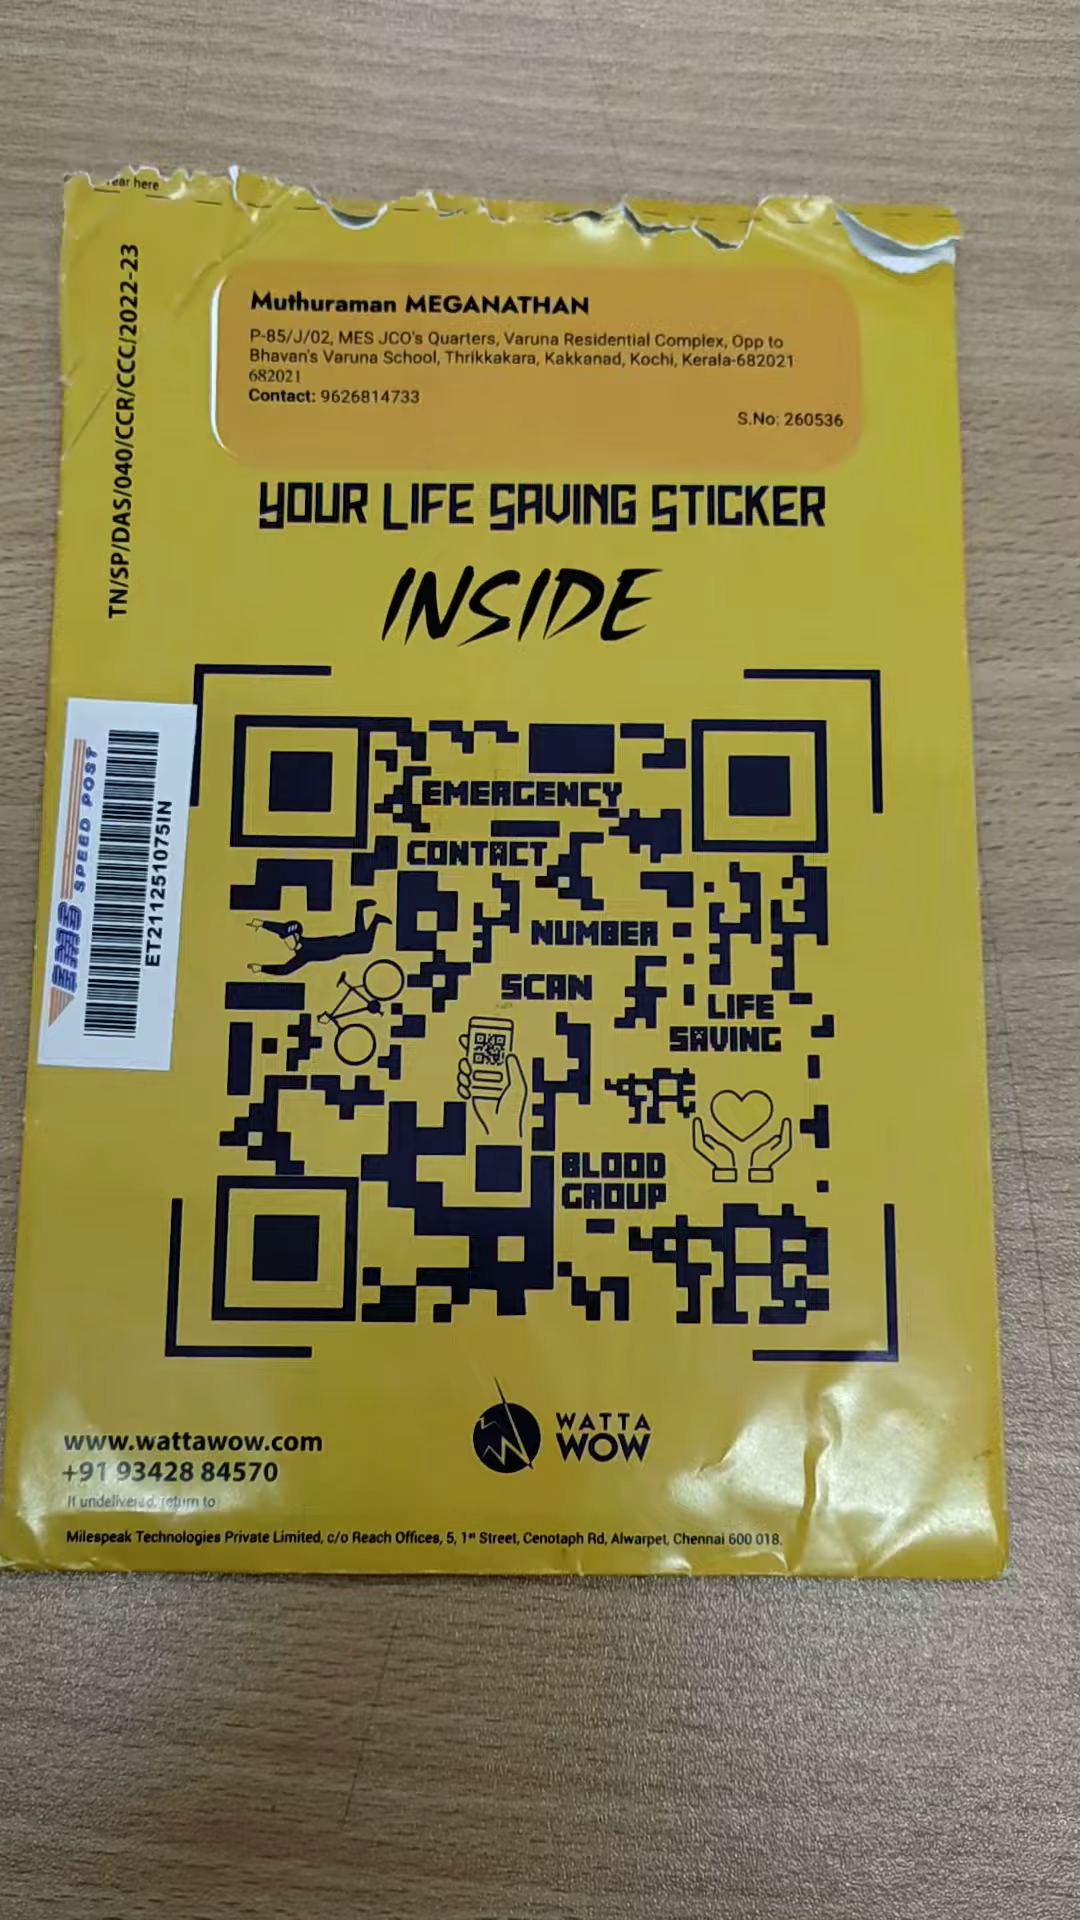 ear here
TN/SP/DAS/040/CCR/CCC/2022-23
Muthuraman MEGANATHAN
P-85/J/02, MES JCO's Quarters, Varuna Residential Complex, Opp to
Bhavan's Varuna School, Thrikkakara, Kakkanad, Kochi, Kerala-682021
682021
Contact: 9626814733
S.No: 260536
YOUR LIFE SAVING STICKER
INSIDE
EMS SPEED POST
ET211251075IN
EMERGENCY
CONTACT
NUMBER
SCAN
LIFE
SAVING
BLOOD
GROUP
WATTA
WOW
www.wattawow.com
+91 93428 84570
If undelivered, return to
Milespeak Technologies Private Limited, c/o Reach Offices, 5, 1st Street, Cenotaph Rd, Alwarpet, Chennai 600 018.